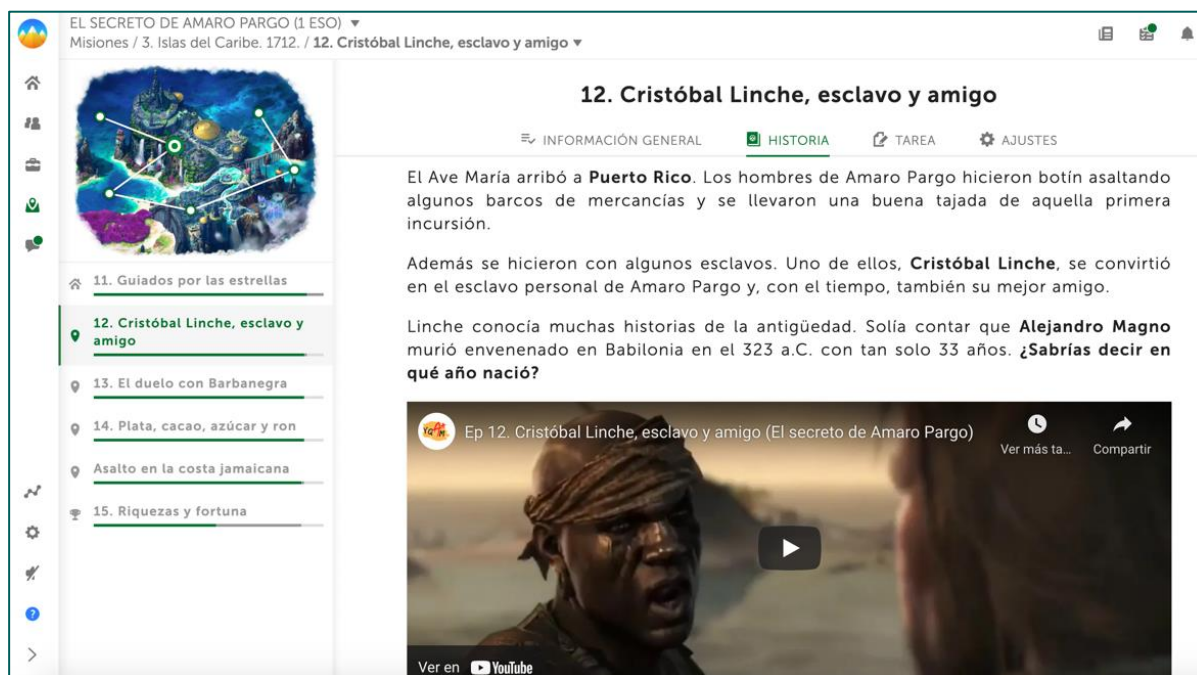 EL SECRETO DE AMARO PARGO (1 ESO) ▼
Misiones / 3. Islas del Caribe. 1712. / 12. Cristóbal Linche, esclavo y amigo ▾
11. Guiados por las estrellas
12. Cristóbal Linche, esclavo y
amigo
13. El duelo con Barbanegra
14. Plata, cacao, azúcar y ron
Asalto en la costa jamaicana
15. Riquezas y fortuna
12. Cristóbal Linche, esclavo y amigo
INFORMACIÓN GENERAL HISTORIA TAREA AJUSTES
El Ave María arribó a Puerto Rico. Los hombres de Amaro Pargo hicieron botín asaltando
algunos barcos de mercancías y se llevaron una buena tajada de aquella primera
incursión.
Además se hicieron con algunos esclavos. Uno de ellos, Cristóbal Linche, se convirtió
en el esclavo personal de Amaro Pargo y, con el tiempo, también su mejor amigo.
Linche conocía muchas historias de la antigüedad. Solía contar que Alejandro Magno
murió envenenado en Babilonia en el 323 a.C. con tan solo 33 años. ¿Sabrías decir en
qué año nació?
Ep 12. Cristóbal Linche, esclavo y amigo (El secreto de Amaro Pargo)
Ver más ta... Compartir
Ver en YouTube